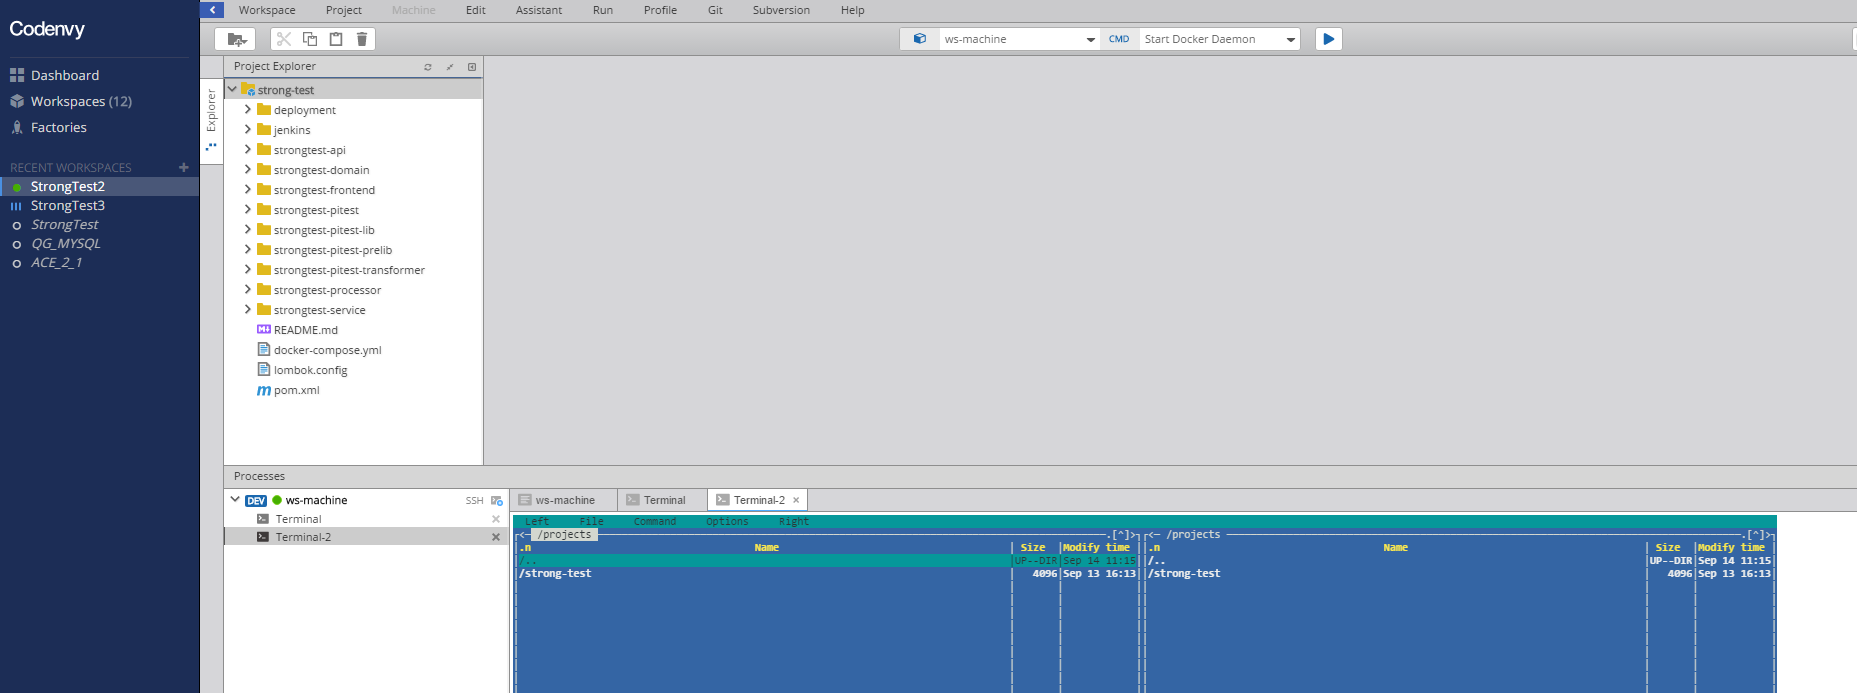 Codenvy
Dashboard
Workspaces (12)
Factories
RECENT WORKSPACES +
StrongTest2
StrongTest3
StrongTest
QG_MYSQL
ACE_2_1
Workspace Project Machine Edit Assistant Run Profile Git Subversion Help
ws-machine CMD Start Docker Daemon
Explorer
Project Explorer
strong-test
deployment
jenkins
strongtest-api
strongtest-domain
strongtest-frontend
strongtest-pitest
strongtest-pitest-lib
strongtest-pitest-prelib
strongtest-pitest-transformer
strongtest-processor
strongtest-service
README.md
docker-compose.yml
lombok.config
m pom.xml
Processes
DEV ws-machine SSH
Terminal
Terminal-2
ws-machine Terminal Terminal-2 ×
Left File Command Options Right
<─ /projects .[^]> <─ /projects .[^]>
.n Name Size Modify time .n Name Size Modify time
/.. UP--DIR Sep 14 11:15 /.. UP--DIR Sep 14 11:15
/strong-test 4096 Sep 13 16:13 /strong-test 4096 Sep 13 16:13